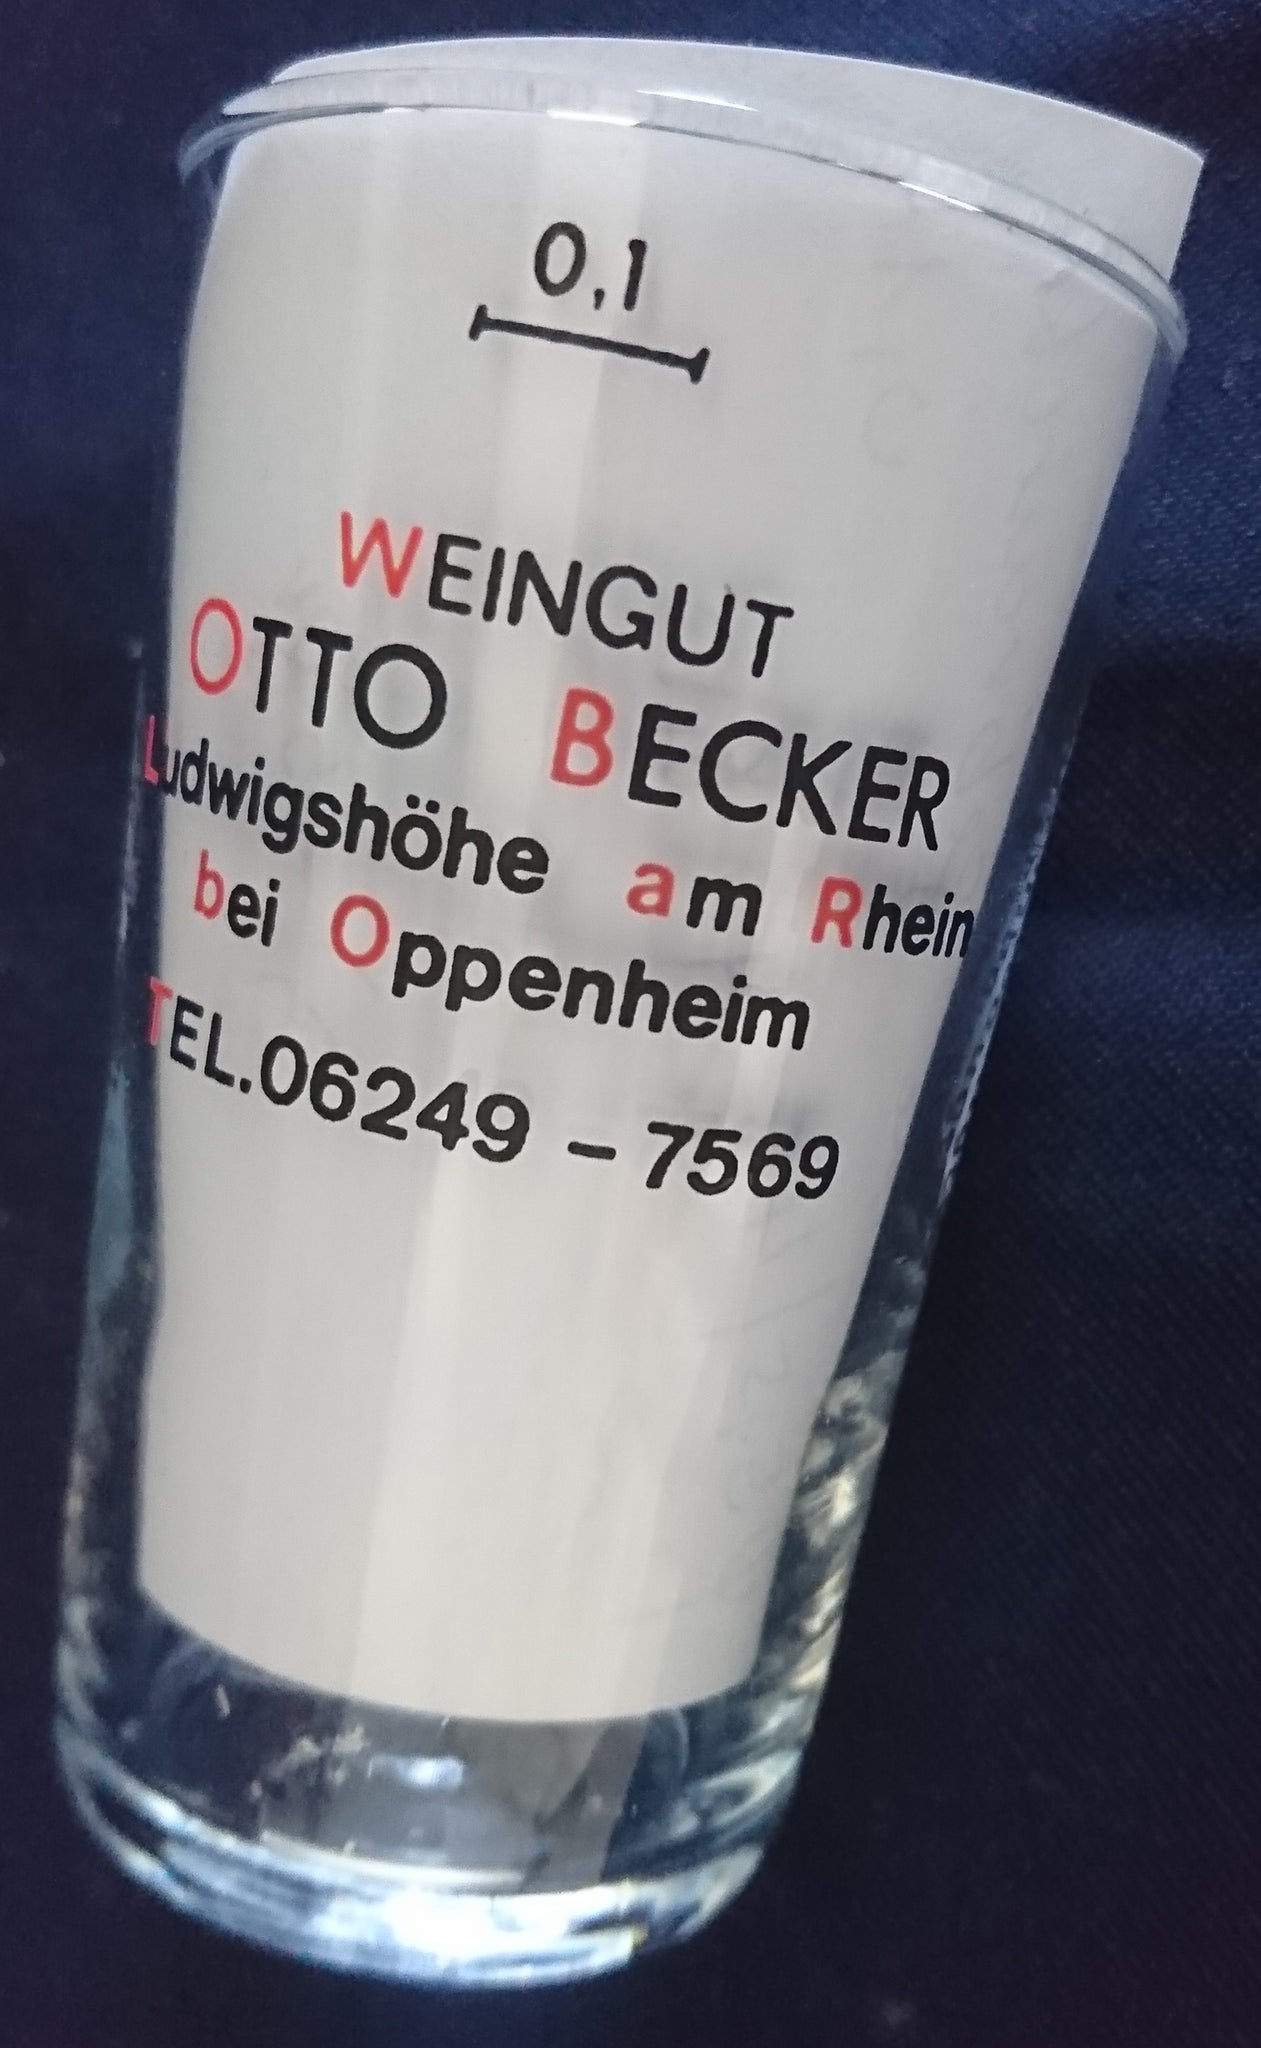 0,1
WEINGUT
OTTO BECKER
Ludwigshöhe am Rhein
bei Oppenheim
TEL.06249 - 7569